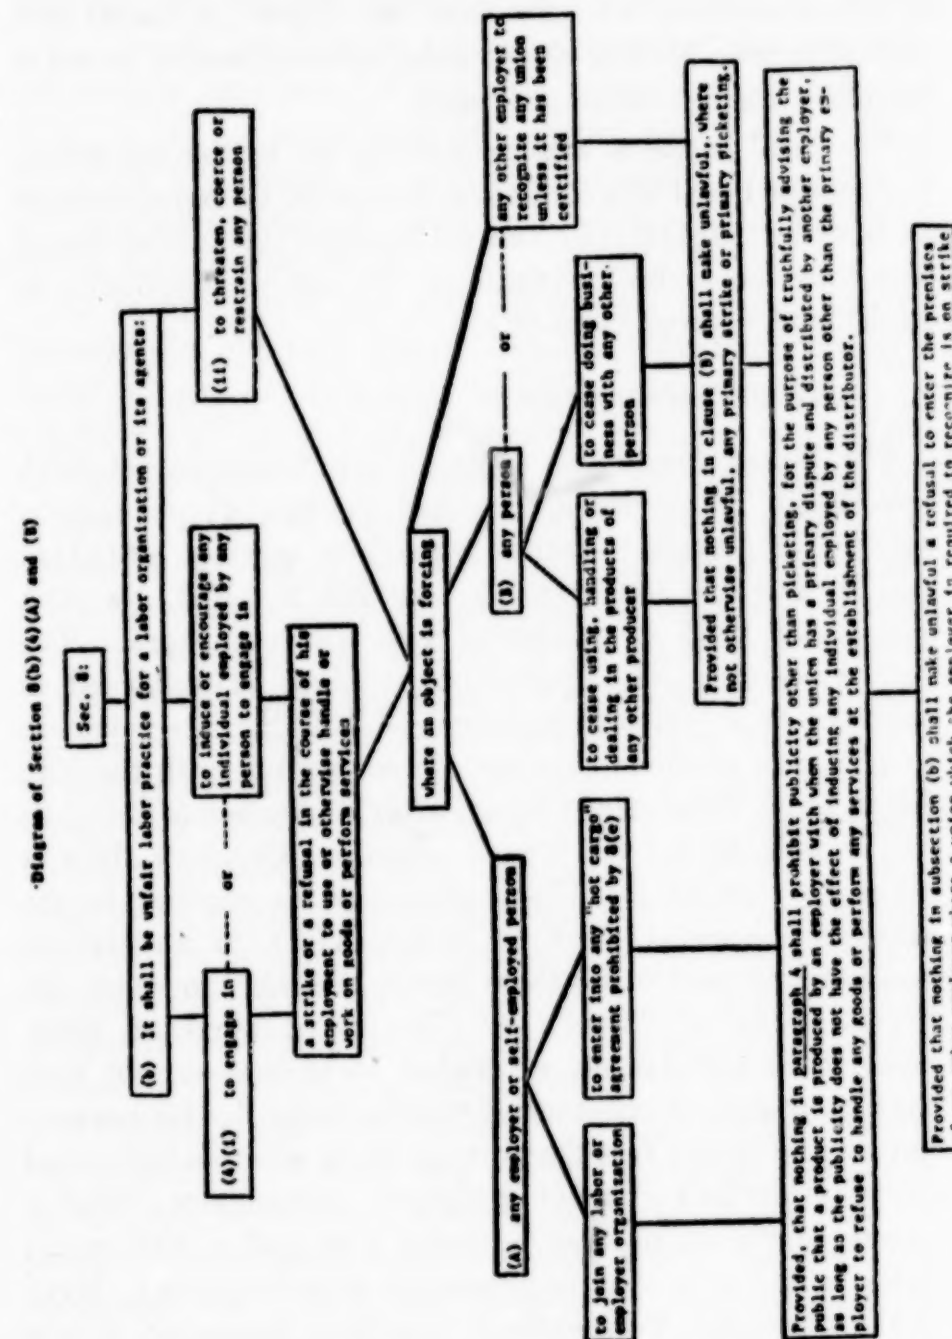 Diagram of Section 8(b)(4)(A) and (B)
Sec. 8:
(b) It shall be unfair labor practice for a labor organization or its agents:
(4)(i) to engage in
or
to induce or encourage any
individual employed by any
person to engage in
(ii) to threaten, coerce or
restrain any person
a strike or a refusal in the course of his
employment to use or otherwise handle or
work on goods or perform services
where an object is forcing
(A) any employer or self-employed person
(B) any person
or
any other employer to
recognize any union
unless it has been
certified
to join any labor or
employer organization
to enter into any "hot cargo"
agreement prohibited by 8(e)
to cease using, handling or
dealing in the products of
any other producer
to cease doing busi-
ness with any other
person
Provided that nothing in clause (B) shall make unlawful, where
not otherwise unlawful, any primary strike or primary picketing.
Provided, that nothing in paragraph 4 shall prohibit publicity other than picketing, for the purpose of truthfully advising the
public that a product is produced by an employer with whom the union has a primary dispute and distributed by another employer,
as long as the publicity does not have the effect of inducing any individual employed by any person other than the primary em-
ployer to refuse to handle any goods or perform any services at the establishment of the distributor.
Provided that nothing in subsection (b) shall make unlawful a refusal to enter the premises
is required to recognize is on strike